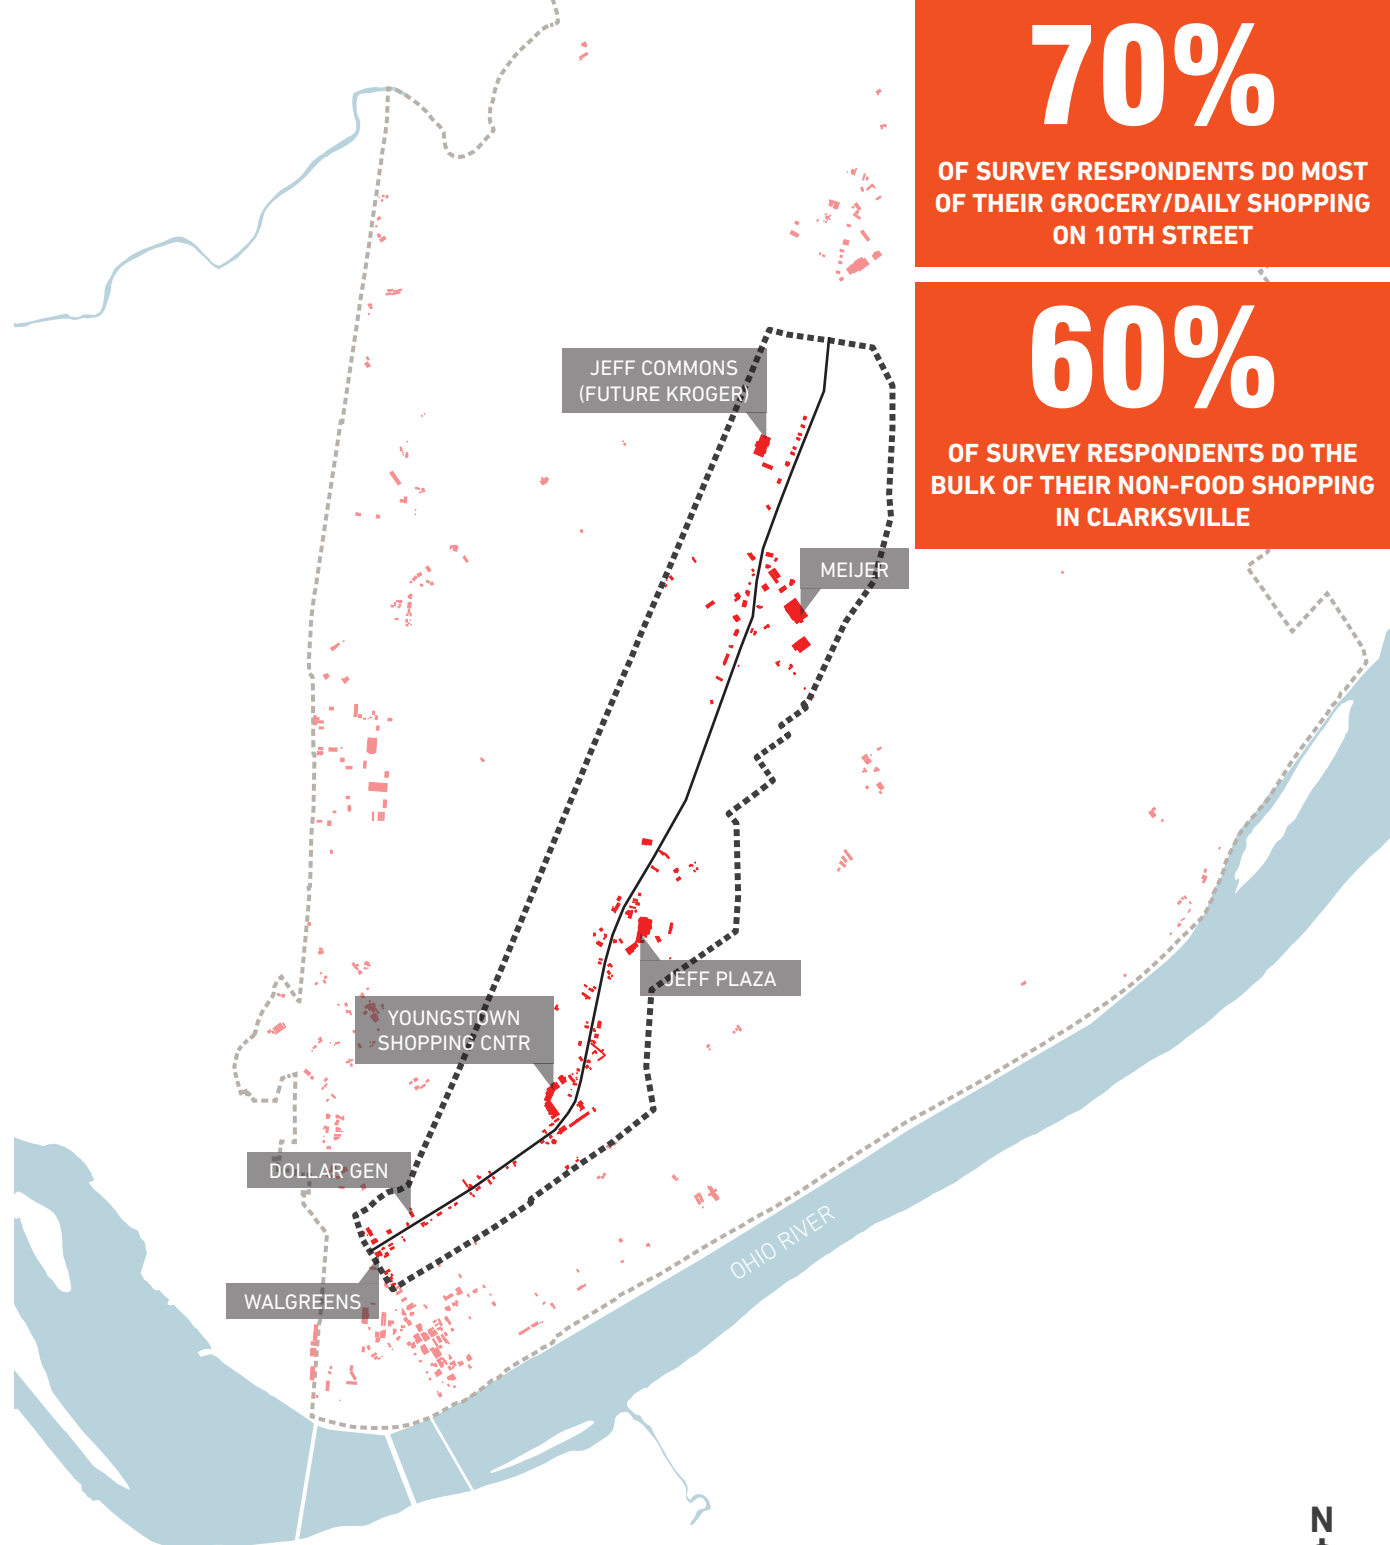 70%
OF SURVEY RESPONDENTS DO MOST
OF THEIR GROCERY/DAILY SHOPPING
ON 10TH STREET
60%
OF SURVEY RESPONDENTS DO THE
BULK OF THEIR NON-FOOD SHOPPING
IN CLARKSVILLE
JEFF COMMONS
(FUTURE KROGER)
MEIJER
JEFF PLAZA
YOUNGSTOWN
SHOPPING CNTR
DOLLAR GEN
WALGREENS
OHIO RIVER
N